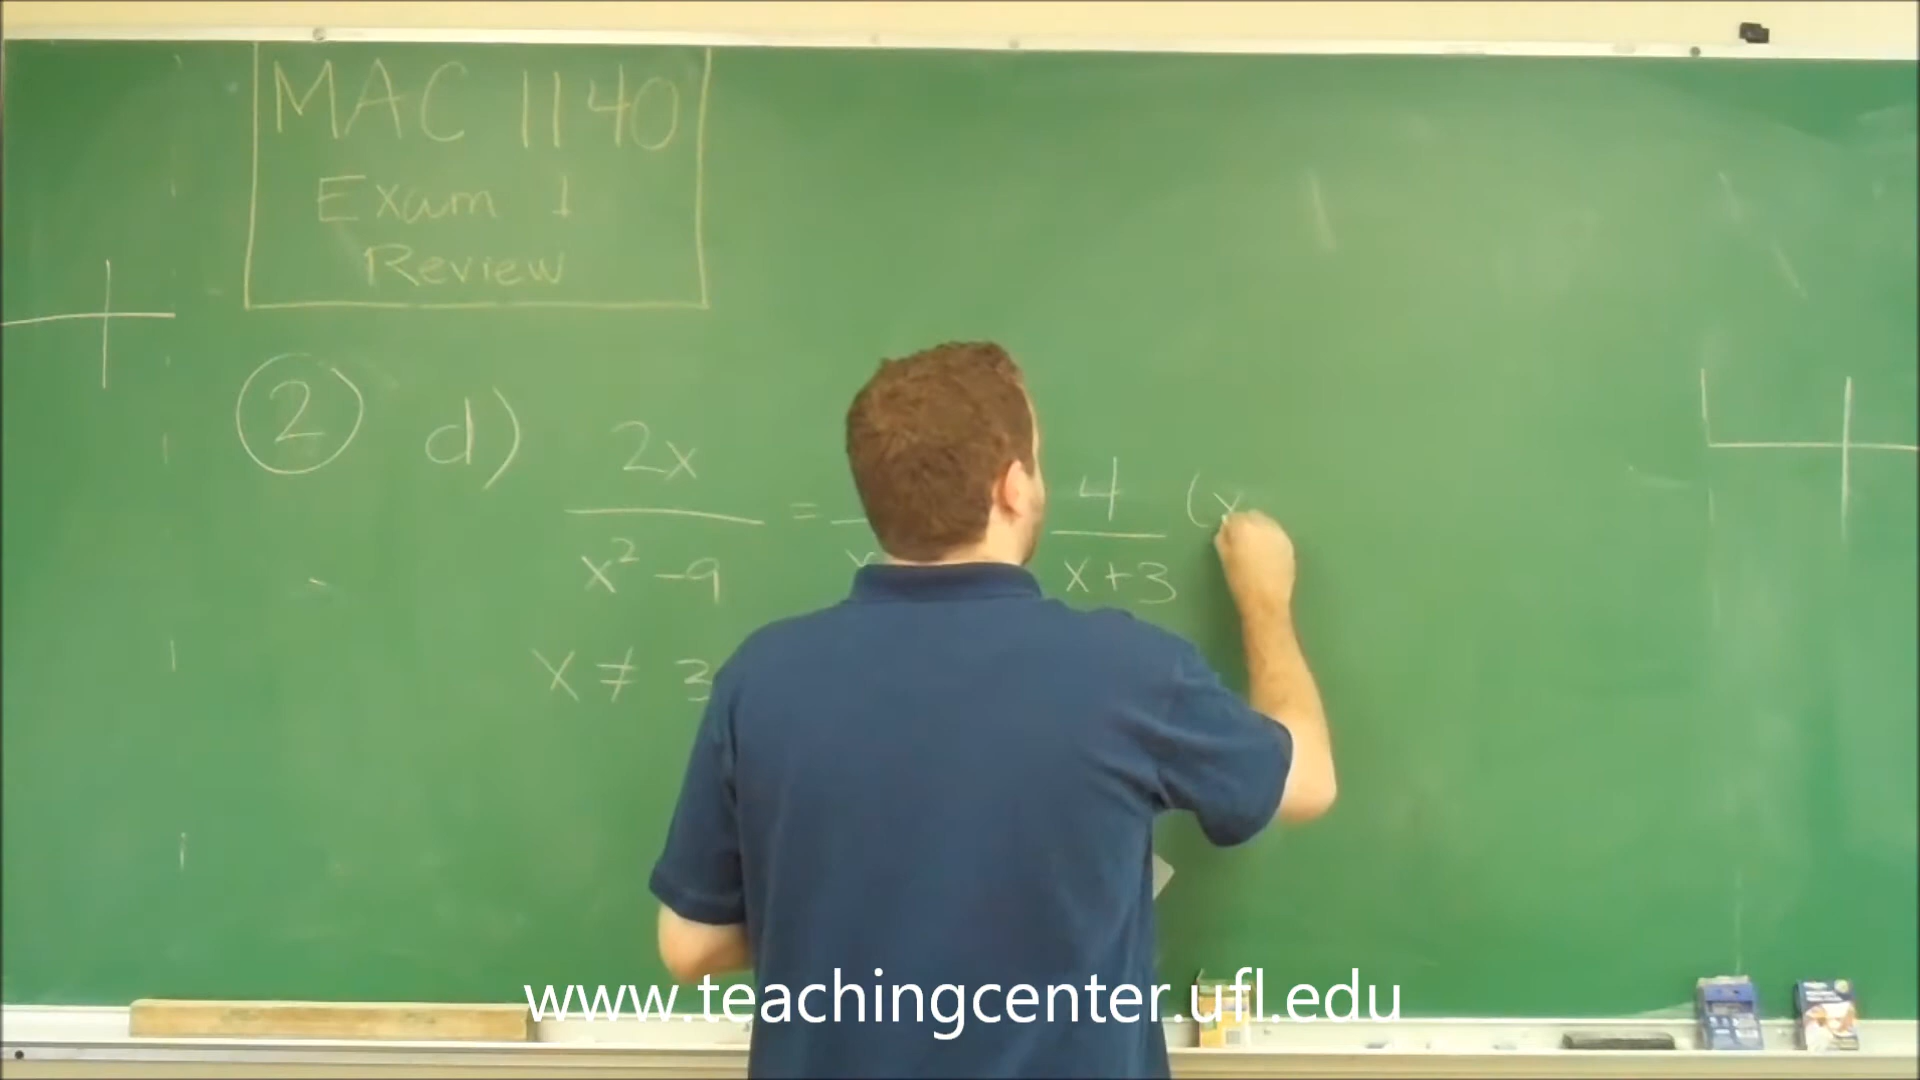 MAC 1140
Exam 1
Review
2 d) 2x / x² - 9 = 4 / x + 3 (x
x ≠ 3
www.teachingcenter.ufl.edu